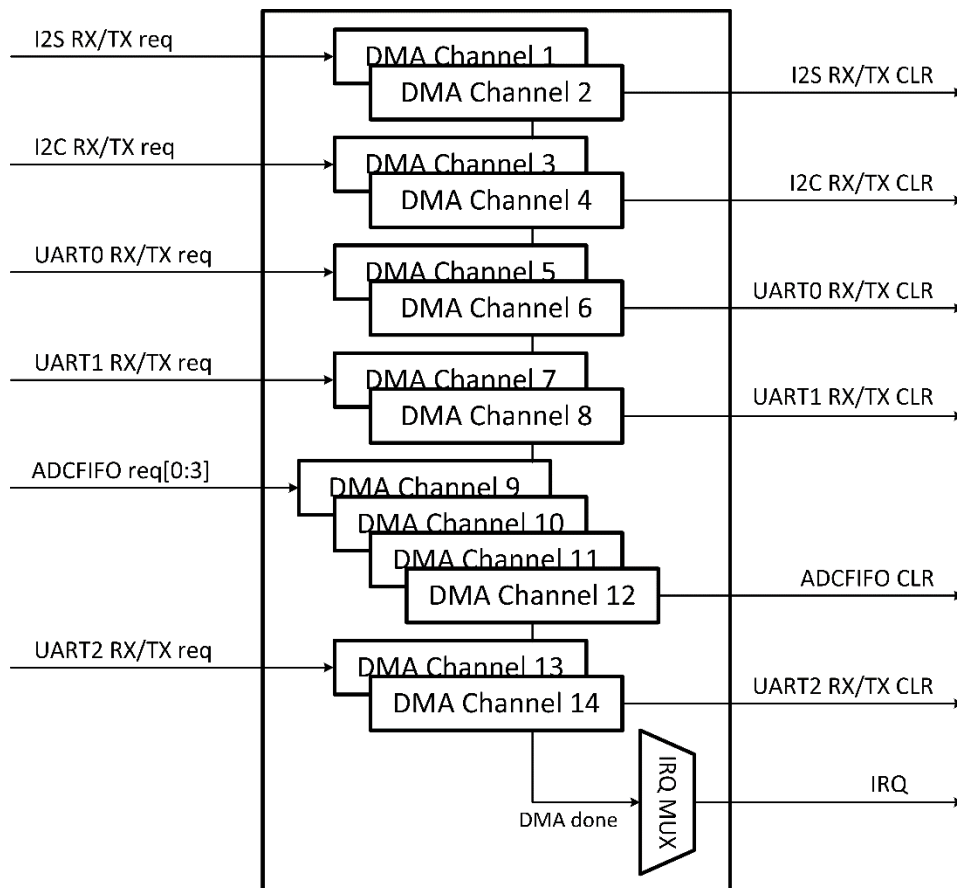 I2S RX/TX req
DMA Channel 1
DMA Channel 2
I2S RX/TX CLR
I2C RX/TX req
DMA Channel 3
DMA Channel 4
I2C RX/TX CLR
UART0 RX/TX req
DMA Channel 5
DMA Channel 6
UART0 RX/TX CLR
UART1 RX/TX req
DMA Channel 7
DMA Channel 8
UART1 RX/TX CLR
ADCFIFO req[0:3]
DMA Channel 9
DMA Channel 10
DMA Channel 11
DMA Channel 12
ADCFIFO CLR
UART2 RX/TX req
DMA Channel 13
DMA Channel 14
UART2 RX/TX CLR
DMA done
IRQ MUX
IRQ